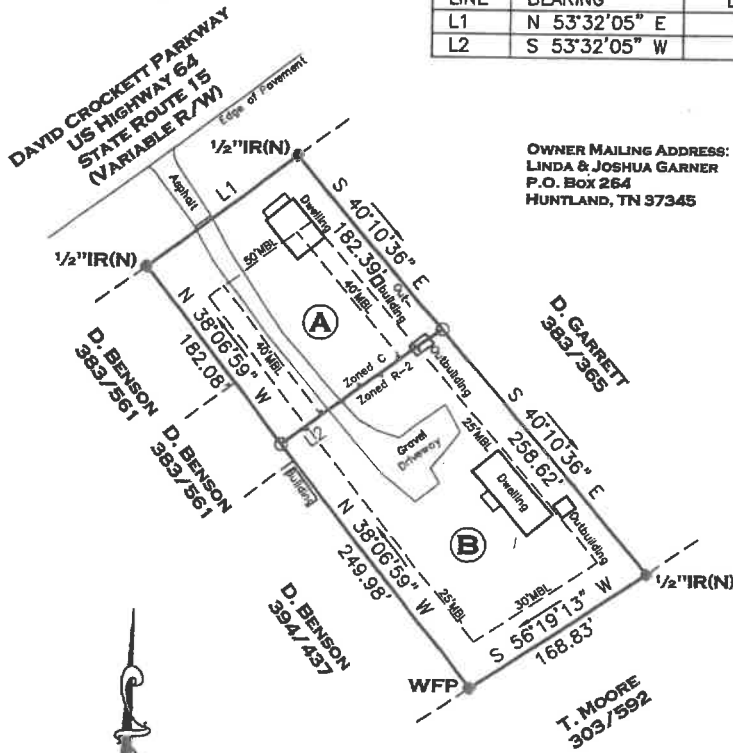 LINE BEARING
L1 N 53°32'05" E
L2 S 53°32'05" W
DAVID CROCKETT PARKWAY
US HIGHWAY 64
STATE ROUTE 15
(VARIABLE R/W)
Edge of Pavement
OWNER MAILING ADDRESS:
LINDA & JOSHUA GARNER
P.O. BOX 264
HUNTLAND, TN 37345
1/2"IR(N)
Asphalt
L1
Dwelling
S 40°10'36" E
182.39'
1/2"IR(N)
50'MBL
40'MBL
Out-
building
A
40'MBL
N 38°06'59" W
182.08'
D. BENSON
383/561
D. GARRETT
383/365
Zoned C
Zoned R-2
Outbuilding
D. BENSON
383/561
L2
Building
Gravel
Driveway
25'MBL
S 40°10'36" E
258.62'
Dwelling
Outbuilding
B
N 38°06'59" W
249.98'
25'MBL
30'MBL
1/2"IR(N)
S 56°19'13" W
168.83'
D. BENSON
394/437
WFP
T. MOORE
303/592